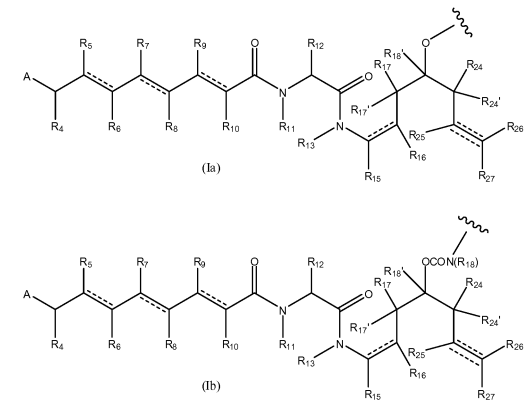 R18' O
R5 R7 R9 O R12 R17 R24
A N O R17' R24'
R4 R6 R8 R10 R11 R13 N R25 R26
R16 R27
R15
(Ia)
R18' OCON(R18)
R5 R7 R9 O R12 R17 R24
A N O R17' R24'
R4 R6 R8 R10 R11 R13 N R25 R26
R16
R15 R27
(Ib)